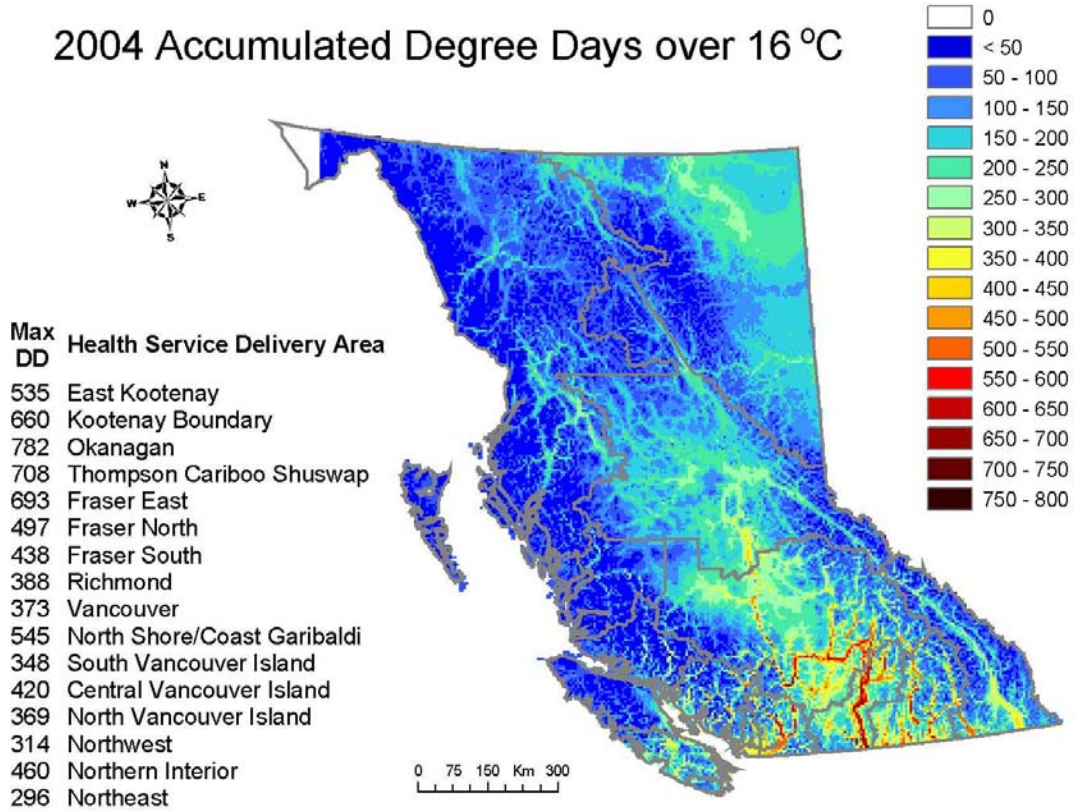 2004 Accumulated Degree Days over 16 °C
0
< 50
50 - 100
100 - 150
150 - 200
200 - 250
250 - 300
300 - 350
350 - 400
400 - 450
450 - 500
500 - 550
550 - 600
600 - 650
650 - 700
700 - 750
750 - 800
N
W E
S
Max DD Health Service Delivery Area
535 East Kootenay
660 Kootenay Boundary
782 Okanagan
708 Thompson Cariboo Shuswap
693 Fraser East
497 Fraser North
438 Fraser South
388 Richmond
373 Vancouver
545 North Shore/Coast Garibaldi
348 South Vancouver Island
420 Central Vancouver Island
369 North Vancouver Island
314 Northwest
460 Northern Interior
296 Northeast
0 75 150 Km 300